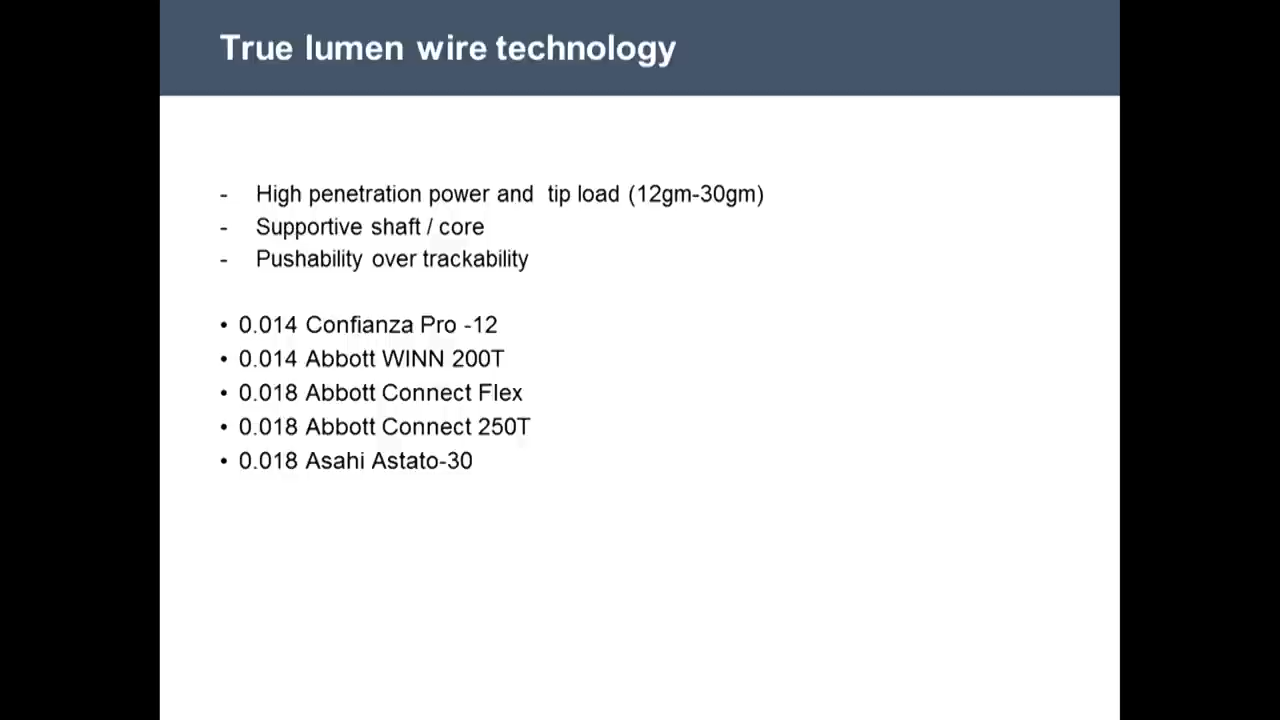 True lumen wire technology
- High penetration power and tip load (12gm-30gm)
- Supportive shaft / core
- Pushability over trackability
• 0.014 Confianza Pro -12
• 0.014 Abbott WINN 200T
• 0.018 Abbott Connect Flex
• 0.018 Abbott Connect 250T
• 0.018 Asahi Astato-30